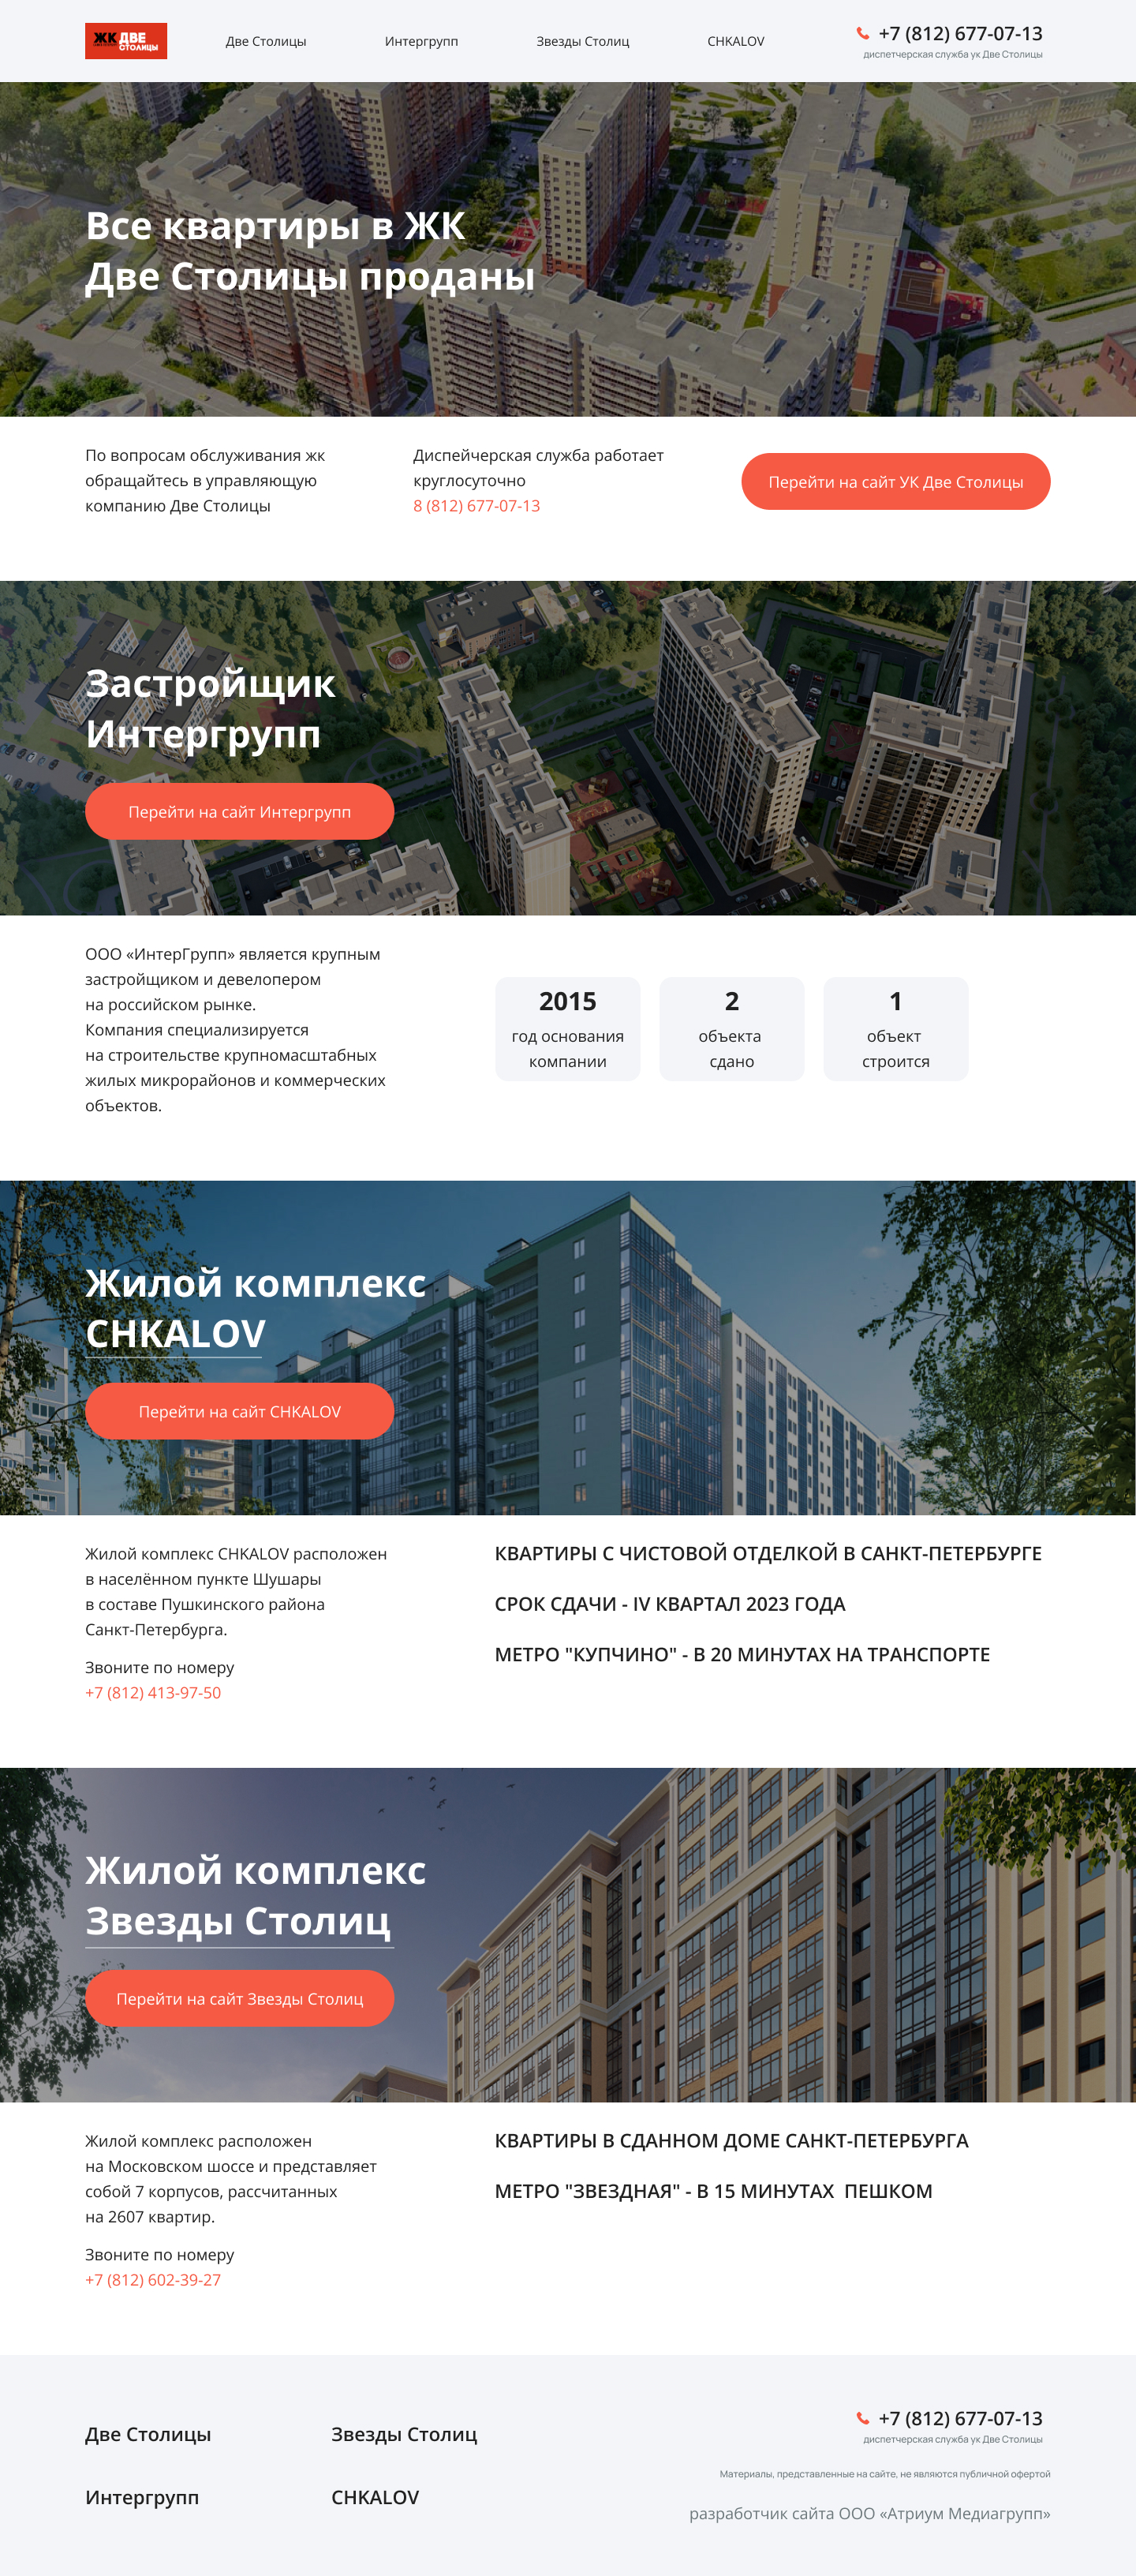 ЖК ДВЕ
СТОЛИЦЫ
Две Столицы
Интергрупп
Звезды Столиц
CHKALOV
+7 (812) 677-07-13
диспетчерская служба ук Две Столицы
Все квартиры в ЖК
Две Столицы проданы
По вопросам обслуживания жк
обращайтесь в управляющую
компанию Две Столицы
Диспейчерская служба работает
круглосуточно
8 (812) 677-07-13
Перейти на сайт УК Две Столицы
Застройщик
Интергрупп
Перейти на сайт Интергрупп
ООО «ИнтерГрупп» является крупным
застройщиком и девелопером
на российском рынке.
Компания специализируется
на строительстве крупномасштабных
жилых микрорайонов и коммерческих
объектов.
2015
год основания
компании
2
объекта
сдано
1
объект
строится
Жилой комплекс
CHKALOV
Перейти на сайт CHKALOV
Жилой комплекс CHKALOV расположен
в населённом пункте Шушары
в составе Пушкинского района
Санкт-Петербурга.
Звоните по номеру
+7 (812) 413-97-50
КВАРТИРЫ С ЧИСТОВОЙ ОТДЕЛКОЙ В САНКТ-ПЕТЕРБУРГЕ
СРОК СДАЧИ - IV КВАРТАЛ 2023 ГОДА
МЕТРО "КУПЧИНО" - В 20 МИНУТАХ НА ТРАНСПОРТЕ
Жилой комплекс
Звезды Столиц
Перейти на сайт Звезды Столиц
Жилой комплекс расположен
на Московском шоссе и представляет
собой 7 корпусов, рассчитанных
на 2607 квартир.
Звоните по номеру
+7 (812) 602-39-27
КВАРТИРЫ В СДАННОМ ДОМЕ САНКТ-ПЕТЕРБУРГА
МЕТРО "ЗВЕЗДНАЯ" - В 15 МИНУТАХ  ПЕШКОМ
Две Столицы
Звезды Столиц
Интергрупп
CHKALOV
+7 (812) 677-07-13
диспетчерская служба ук Две Столицы
Материалы, представленные на сайте, не являются публичной офертой
разработчик сайта ООО «Атриум Медиагрупп»